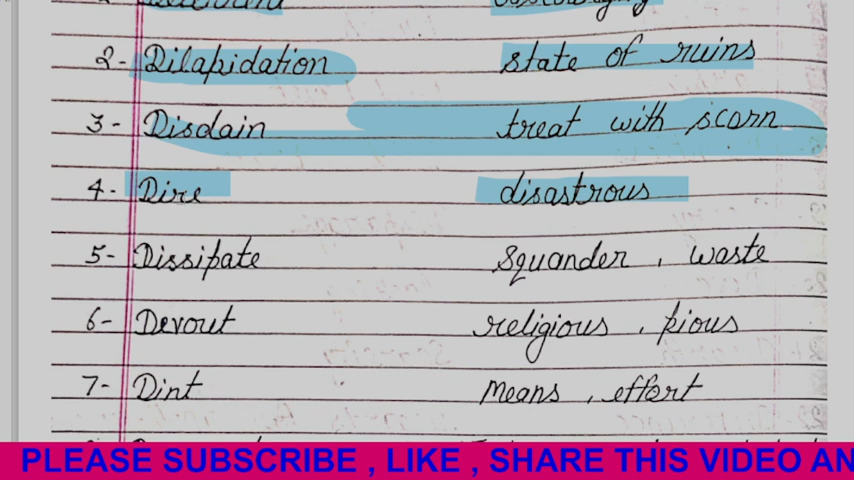 2- Dilapidation state of ruins
3- Disdain treat with scorn
4- Dire disastrous
5- Dissipate Squander, waste
6- Devout religious, pious
7- Dint Means, effort
PLEASE SUBSCRIBE , LIKE , SHARE THIS VIDEO AN